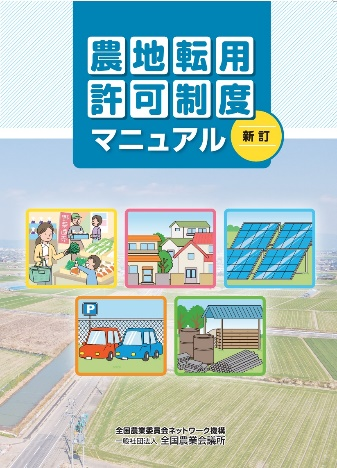 農地転用
許可制度
マニュアル
新訂
P
全国農業委員会ネットワーク機構
一般社団法人 全国農業会議所